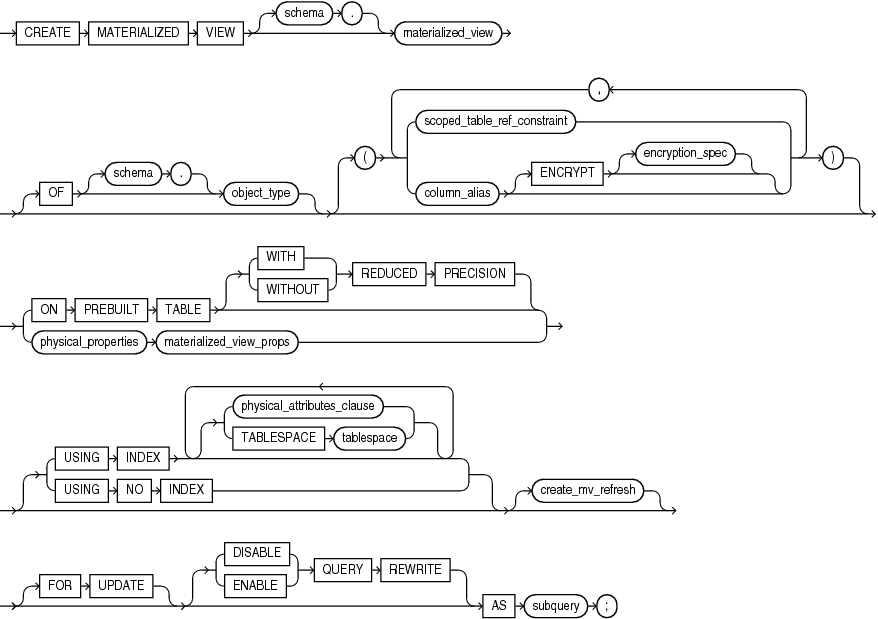 schema .
CREATE MATERIALIZED VIEW materialized_view
,
scoped_table_ref_constraint
schema . ( encryption_spec )
ENCRYPT
OF object_type column_alias
WITH
REDUCED PRECISION
WITHOUT
ON PREBUILT TABLE
physical_properties materialized_view_props
physical_attributes_clause
TABLESPACE tablespace
USING INDEX
USING NO INDEX create_mv_refresh
DISABLE
QUERY REWRITE
FOR UPDATE ENABLE
AS subquery ;